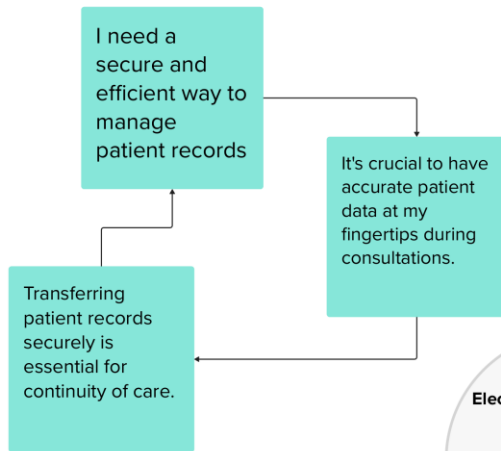 I need a
secure and
efficient way to
manage
patient records
It's crucial to have
accurate patient
data at my
fingertips during
consultations.
Transferring
patient records
securely is
essential for
continuity of care.